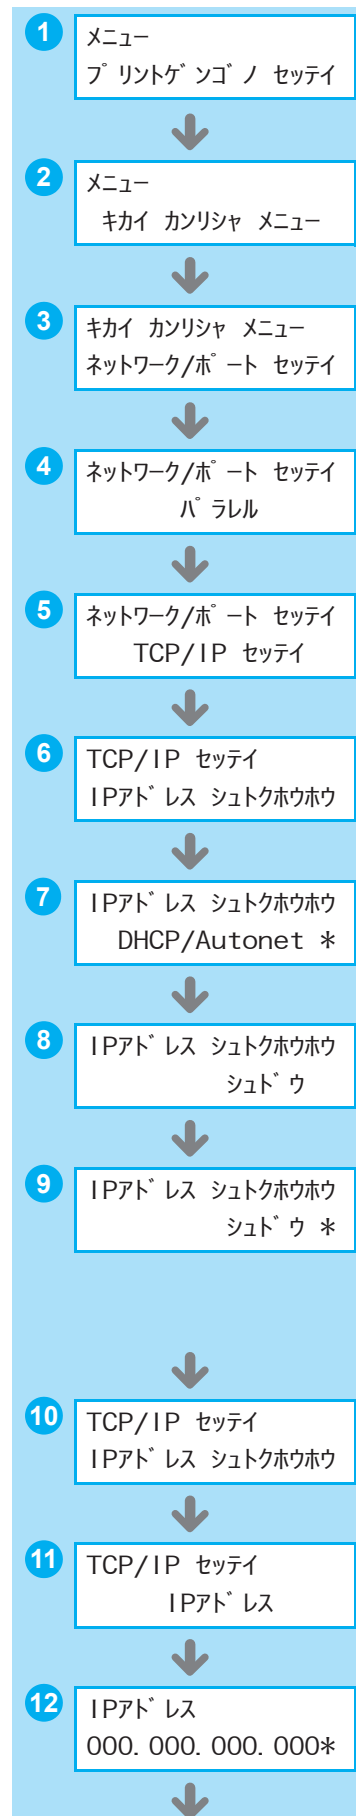 1
メニュー
プリントゲンゴノ セッテイ
2
メニュー
キカイ カンリシャ メニュー
3
キカイ カンリシャ メニュー
ネットワーク/ポート セッテイ
4
ネットワーク/ポート セッテイ
パラレル
5
ネットワーク/ポート セッテイ
TCP/IP セッテイ
6
TCP/IP セッテイ
IPアドレス シュトクホウホウ
7
IPアドレス シュトクホウホウ
DHCP/Autonet *
8
IPアドレス シュトクホウホウ
シュドウ
9
IPアドレス シュトクホウホウ
シュドウ *
10
TCP/IP セッテイ
IPアドレス シュトクホウホウ
11
TCP/IP セッテイ
IPアドレス
12
IPアドレス
000.000.000.000*